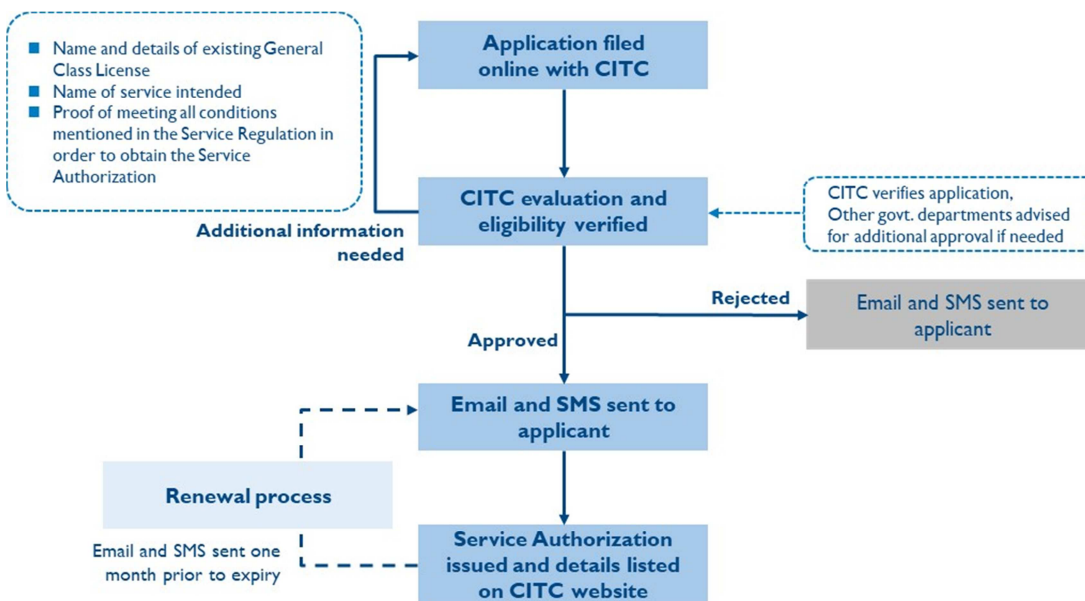 Name and details of existing General
Class License
Name of service intended
Proof of meeting all conditions
mentioned in the Service Regulation in
order to obtain the Service
Authorization
Application filed
online with CITC
CITC evaluation and
eligibility verified
CITC verifies application,
Other govt. departments advised
for additional approval if needed
Additional information
needed
Rejected
Email and SMS sent to
applicant
Approved
Email and SMS sent to
applicant
Renewal process
Email and SMS sent one
month prior to expiry
Service Authorization
issued and details listed
on CITC website